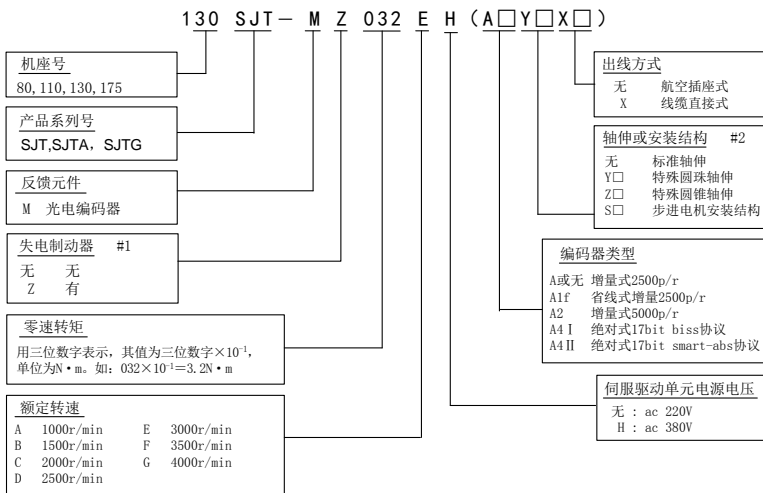 130 SJT－M Z 032 E H（A□Y□X□）
机座号
80,110,130,175
产品系列号
SJT,SJTA，SJTG
反馈元件
M 光电编码器
失电制动器 #1
无 无
Z 有
零速转矩
用三位数字表示，其值为三位数字×10⁻¹，
单位为N•m。如：032×10⁻¹＝3.2N•m
额定转速
A 1000r/min E 3000r/min
B 1500r/min F 3500r/min
C 2000r/min G 4000r/min
D 2500r/min
出线方式
无 航空插座式
X 线缆直接式
轴伸或安装结构 #2
无 标准轴伸
Y□ 特殊圆珠轴伸
Z□ 特殊圆锥轴伸
S□ 步进电机安装结构
编码器类型
A或无 增量式2500p/r
A1f 省线式增量2500p/r
A2 增量式5000p/r
A4Ⅰ 绝对式17bit biss协议
A4Ⅱ 绝对式17bit smart-abs协议
伺服驱动单元电源电压
无 : ac 220V
H : ac 380V